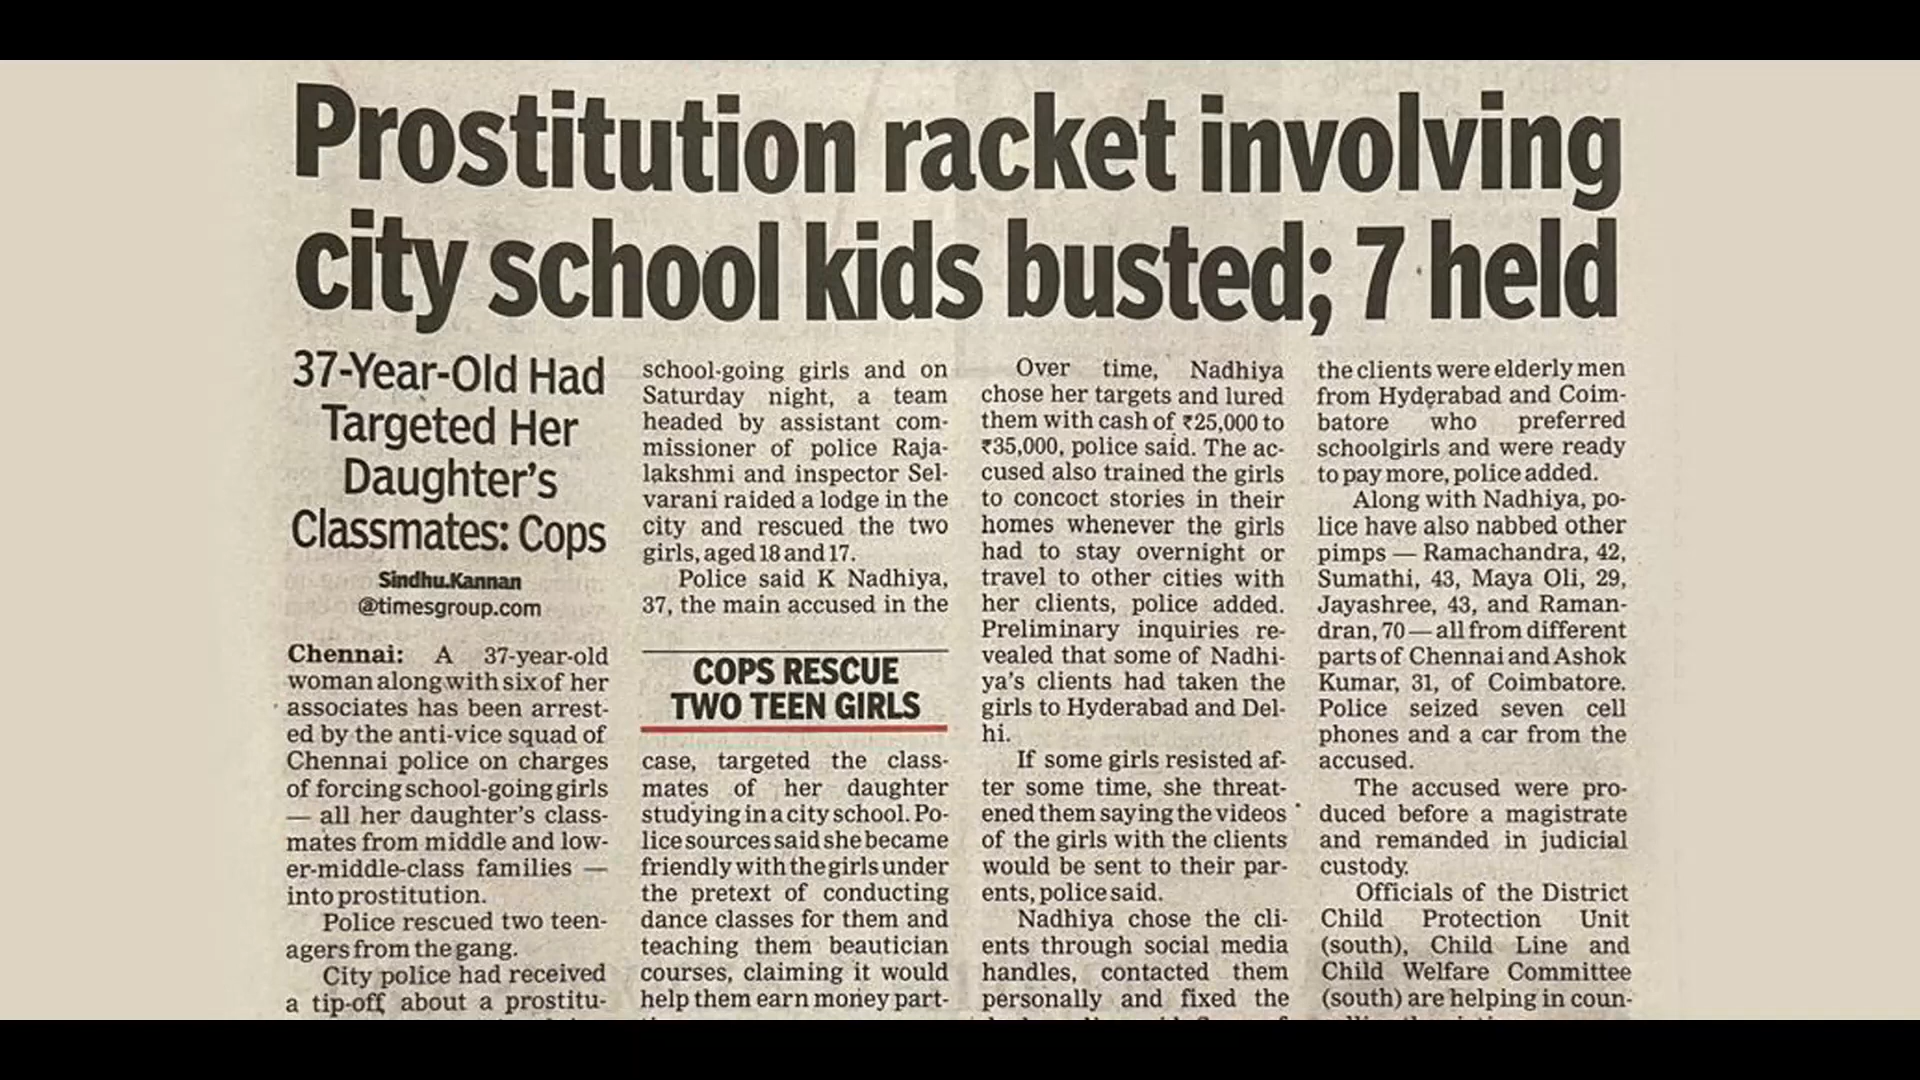 Prostitution racket involving
city school kids busted; 7 held
37-Year-Old Had
Targeted Her
Daughter's
Classmates: Cops
Sindhu.Kannan
@timesgroup.com
Chennai: A 37-year-old
woman along with six of her
associates has been arrest-
ed by the anti-vice squad of
Chennai police on charges
of forcing school-going girls
— all her daughter's class-
mates from middle and low-
er-middle-class families —
into prostitution.
Police rescued two teen-
agers from the gang.
City police had received
a tip-off about a prostitu-
school-going girls and on
Saturday night, a team
headed by assistant com-
missioner of police Raja-
lakshmi and inspector Sel-
varani raided a lodge in the
city and rescued the two
girls, aged 18 and 17.
Police said K Nadhiya,
37, the main accused in the
COPS RESCUE
TWO TEEN GIRLS
case, targeted the class-
mates of her daughter
studying in a city school. Po-
lice sources said she became
friendly with the girls under
the pretext of conducting
dance classes for them and
teaching them beautician
courses, claiming it would
help them earn money part-
Over time, Nadhiya
chose her targets and lured
them with cash of ₹25,000 to
₹35,000, police said. The ac-
cused also trained the girls
to concoct stories in their
homes whenever the girls
had to stay overnight or
travel to other cities with
her clients, police added.
Preliminary inquiries re-
vealed that some of Nadhi-
ya's clients had taken the
girls to Hyderabad and Del-
hi.
If some girls resisted af-
ter some time, she threat-
ened them saying the videos
of the girls with the clients
would be sent to their par-
ents, police said.
Nadhiya chose the cli-
ents through social media
handles, contacted them
personally and fixed the
the clients were elderly men
from Hyderabad and Coim-
batore who preferred
schoolgirls and were ready
to pay more, police added.
Along with Nadhiya, po-
lice have also nabbed other
pimps — Ramachandra, 42,
Sumathi, 43, Maya Oli, 29,
Jayashree, 43, and Raman-
dran, 70 — all from different
parts of Chennai and Ashok
Kumar, 31, of Coimbatore.
Police seized seven cell
phones and a car from the
accused.
The accused were pro-
duced before a magistrate
and remanded in judicial
custody.
Officials of the District
Child Protection Unit
(south), Child Line and
Child Welfare Committee
(south) are helping in coun-